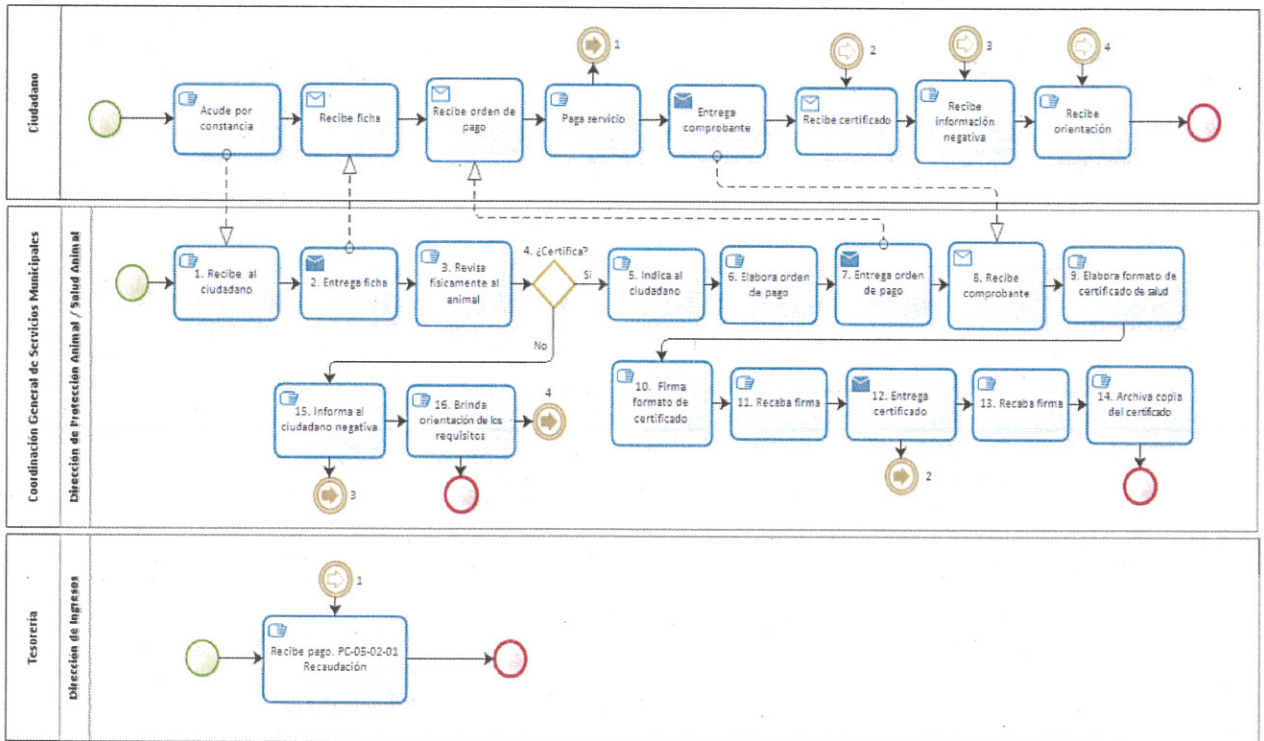 Ciudadano
1
2
3
4
Acude por
constancia
Recibe ficha
Recibe orden de
pago
Paga servicio
Entrega
comprobante
Recibe certificado
Recibe
información
negativa
Recibe
orientación
Coordinación General de Servicios Municipales
Dirección de Protección Animal / Salud Animal
1. Recibe al
ciudadano
2. Entrega ficha
3. Revisa
físicamente al
animal
4. ¿Certifica?
Sí
No
5. Indica al
ciudadano
6. Elabora orden
de pago
7. Entrega orden
de pago
8. Recibe
comprobante
9. Elabora formato de
certificado de salud
10. Firma
formato de
certificado
11. Recaba firma
12. Entrega
certificado
13. Recaba firma
14. Archiva copia
del certificado
15. Informa al
ciudadano negativa
16. Brinda
orientación de los
requisitos
4
3
2
Tesorería
Dirección de Ingresos
1
Recibe pago. PC-05-02-01
Recaudación